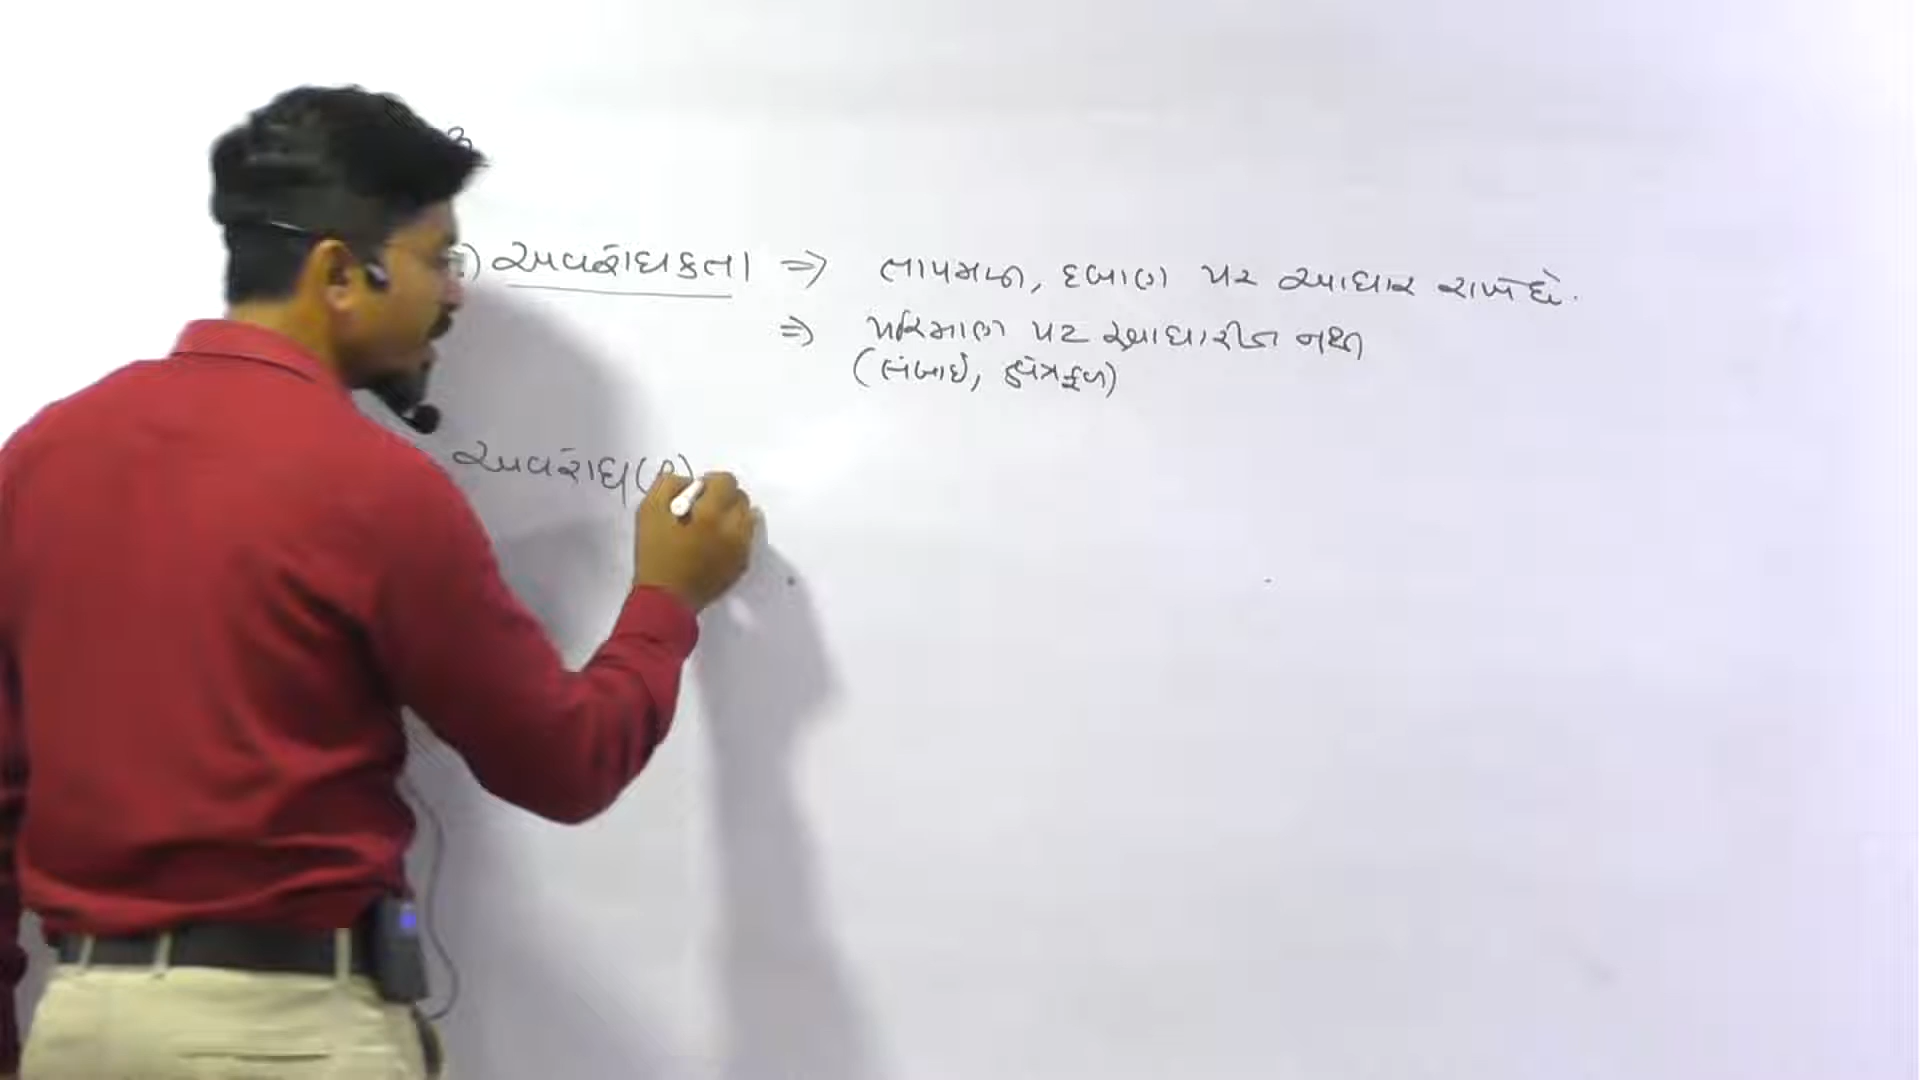 અવરોધકતા ⇒ તાપમાન, દબાણ પર આધાર રાખે છે.
⇒ પરિમાણ પર આધારીત નથી
(લંબાઈ, ક્ષેત્રફળ)
અવરોધ (R)